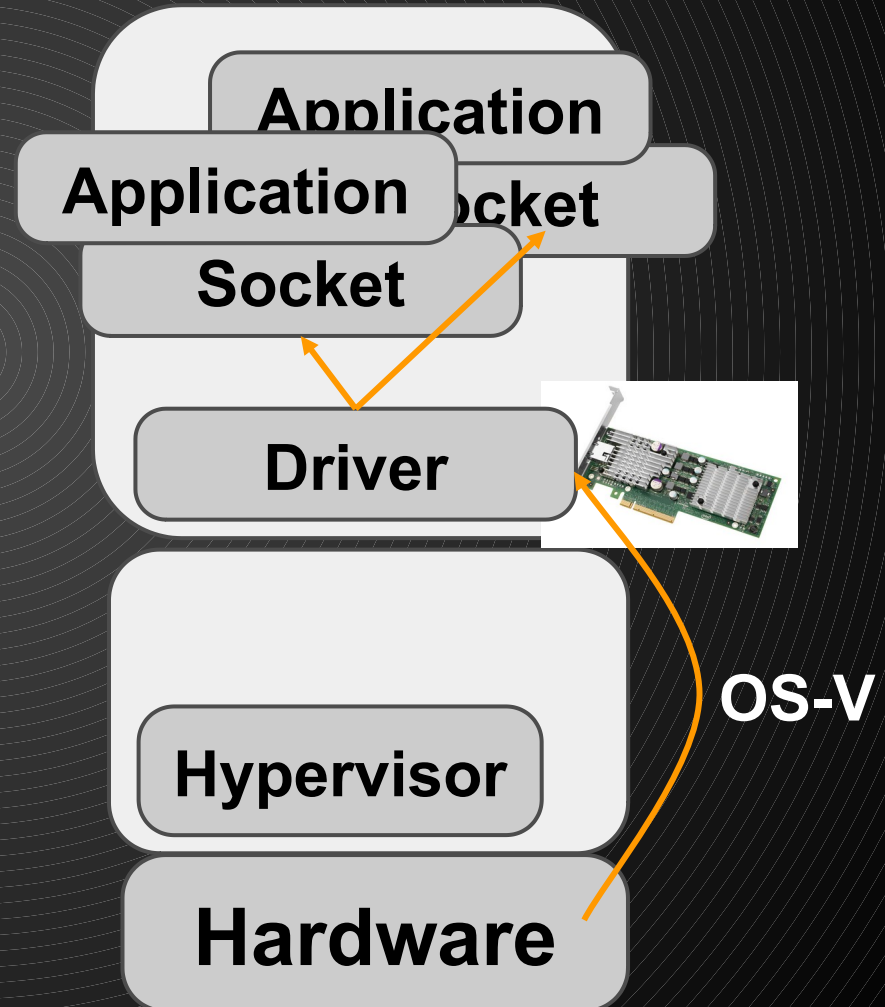 Application
Application
ocket
Socket
Driver
OS-V
Hypervisor
Hardware